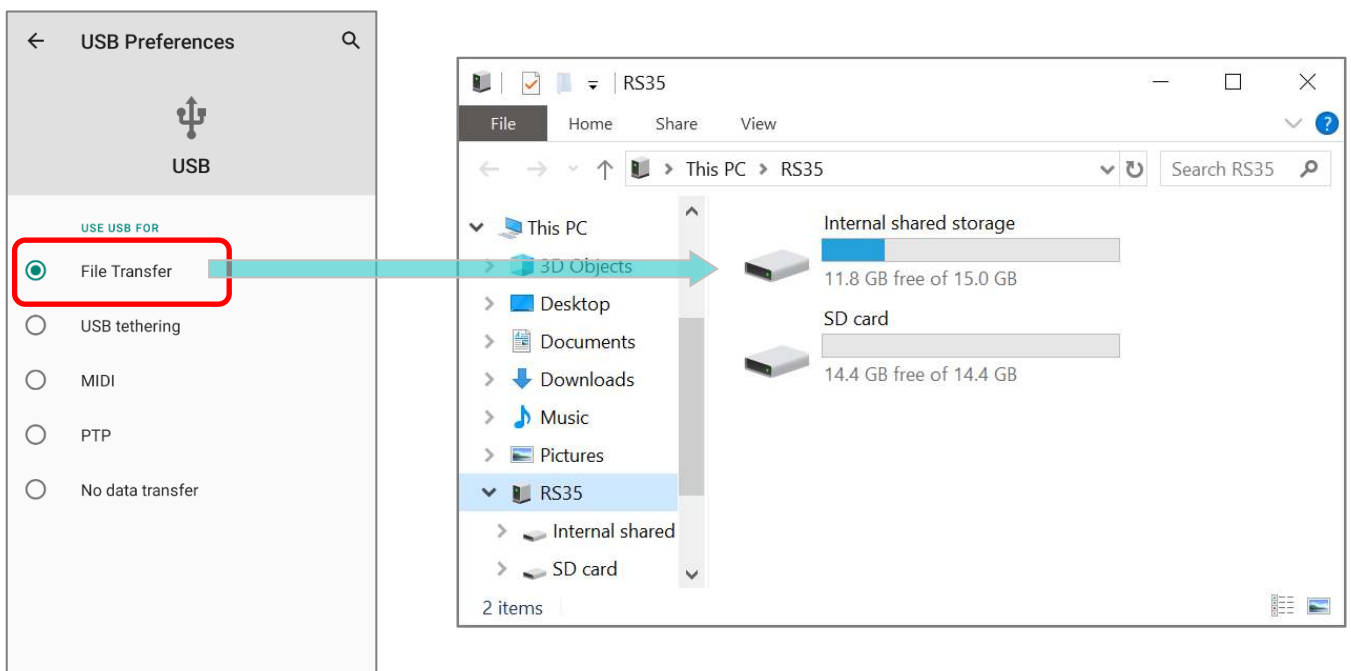 USB Preferences
USB
USE USB FOR
File Transfer
USB tethering
MIDI
PTP
No data transfer
RS35
File Home Share View
This PC RS35
Search RS35
This PC
3D Objects
Desktop
Documents
Downloads
Music
Pictures
RS35
Internal shared
SD card
Internal shared storage
11.8 GB free of 15.0 GB
SD card
14.4 GB free of 14.4 GB
2 items